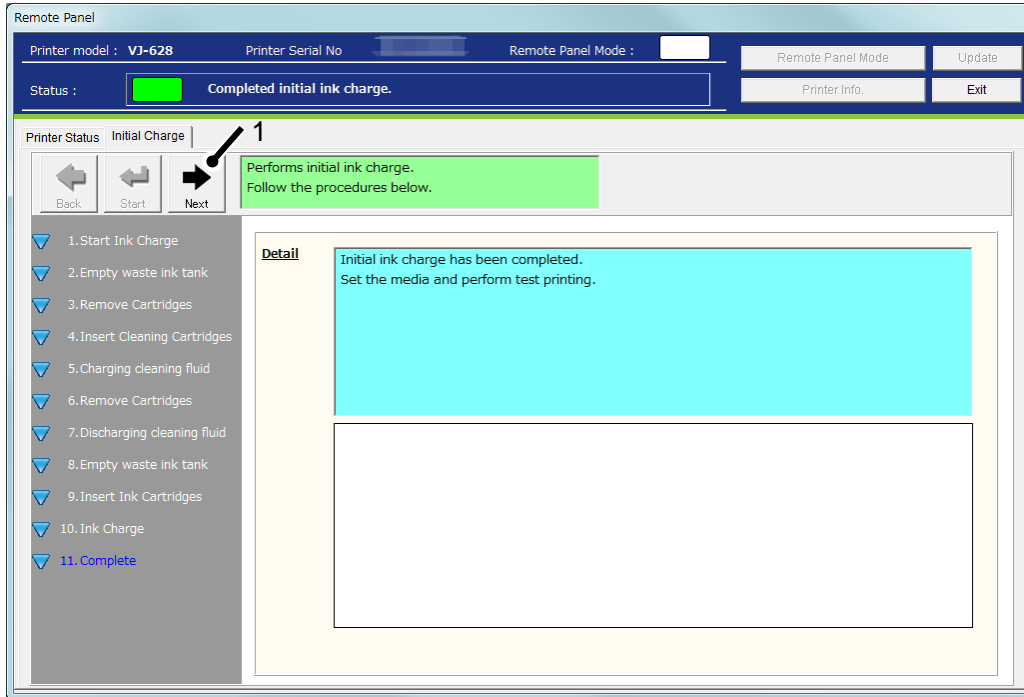 Remote Panel
Printer model : VJ-628 Printer Serial No Remote Panel Mode :
Remote Panel Mode Update
Status : Completed initial ink charge.
Printer Info. Exit
Printer Status Initial Charge 1
Back Start Next
Performs initial ink charge.
Follow the procedures below.
1.Start Ink Charge
2.Empty waste ink tank
3.Remove Cartridges
4.Insert Cleaning Cartridges
5.Charging cleaning fluid
6.Remove Cartridges
7.Discharging cleaning fluid
8.Empty waste ink tank
9.Insert Ink Cartridges
10.Ink Charge
11.Complete
Detail
Initial ink charge has been completed.
Set the media and perform test printing.